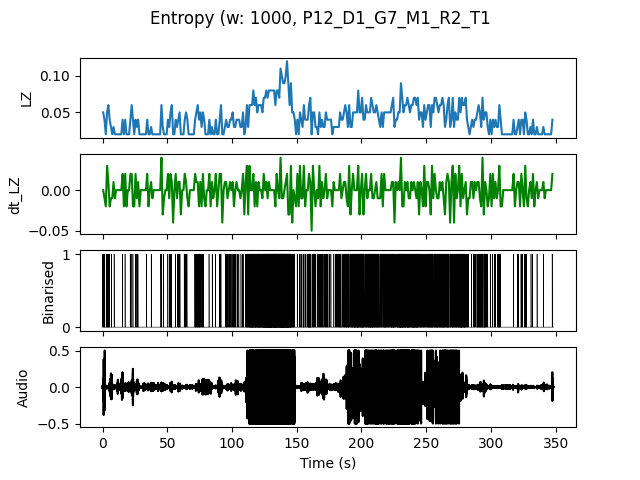 Entropy (w: 1000, P12_D1_G7_M1_R2_T1
LZ
0.10
0.05
dt_LZ
0.00
−0.05
Binarised
1
0
Audio
0.5
0.0
−0.5
0 50 100 150 200 250 300 350
Time (s)